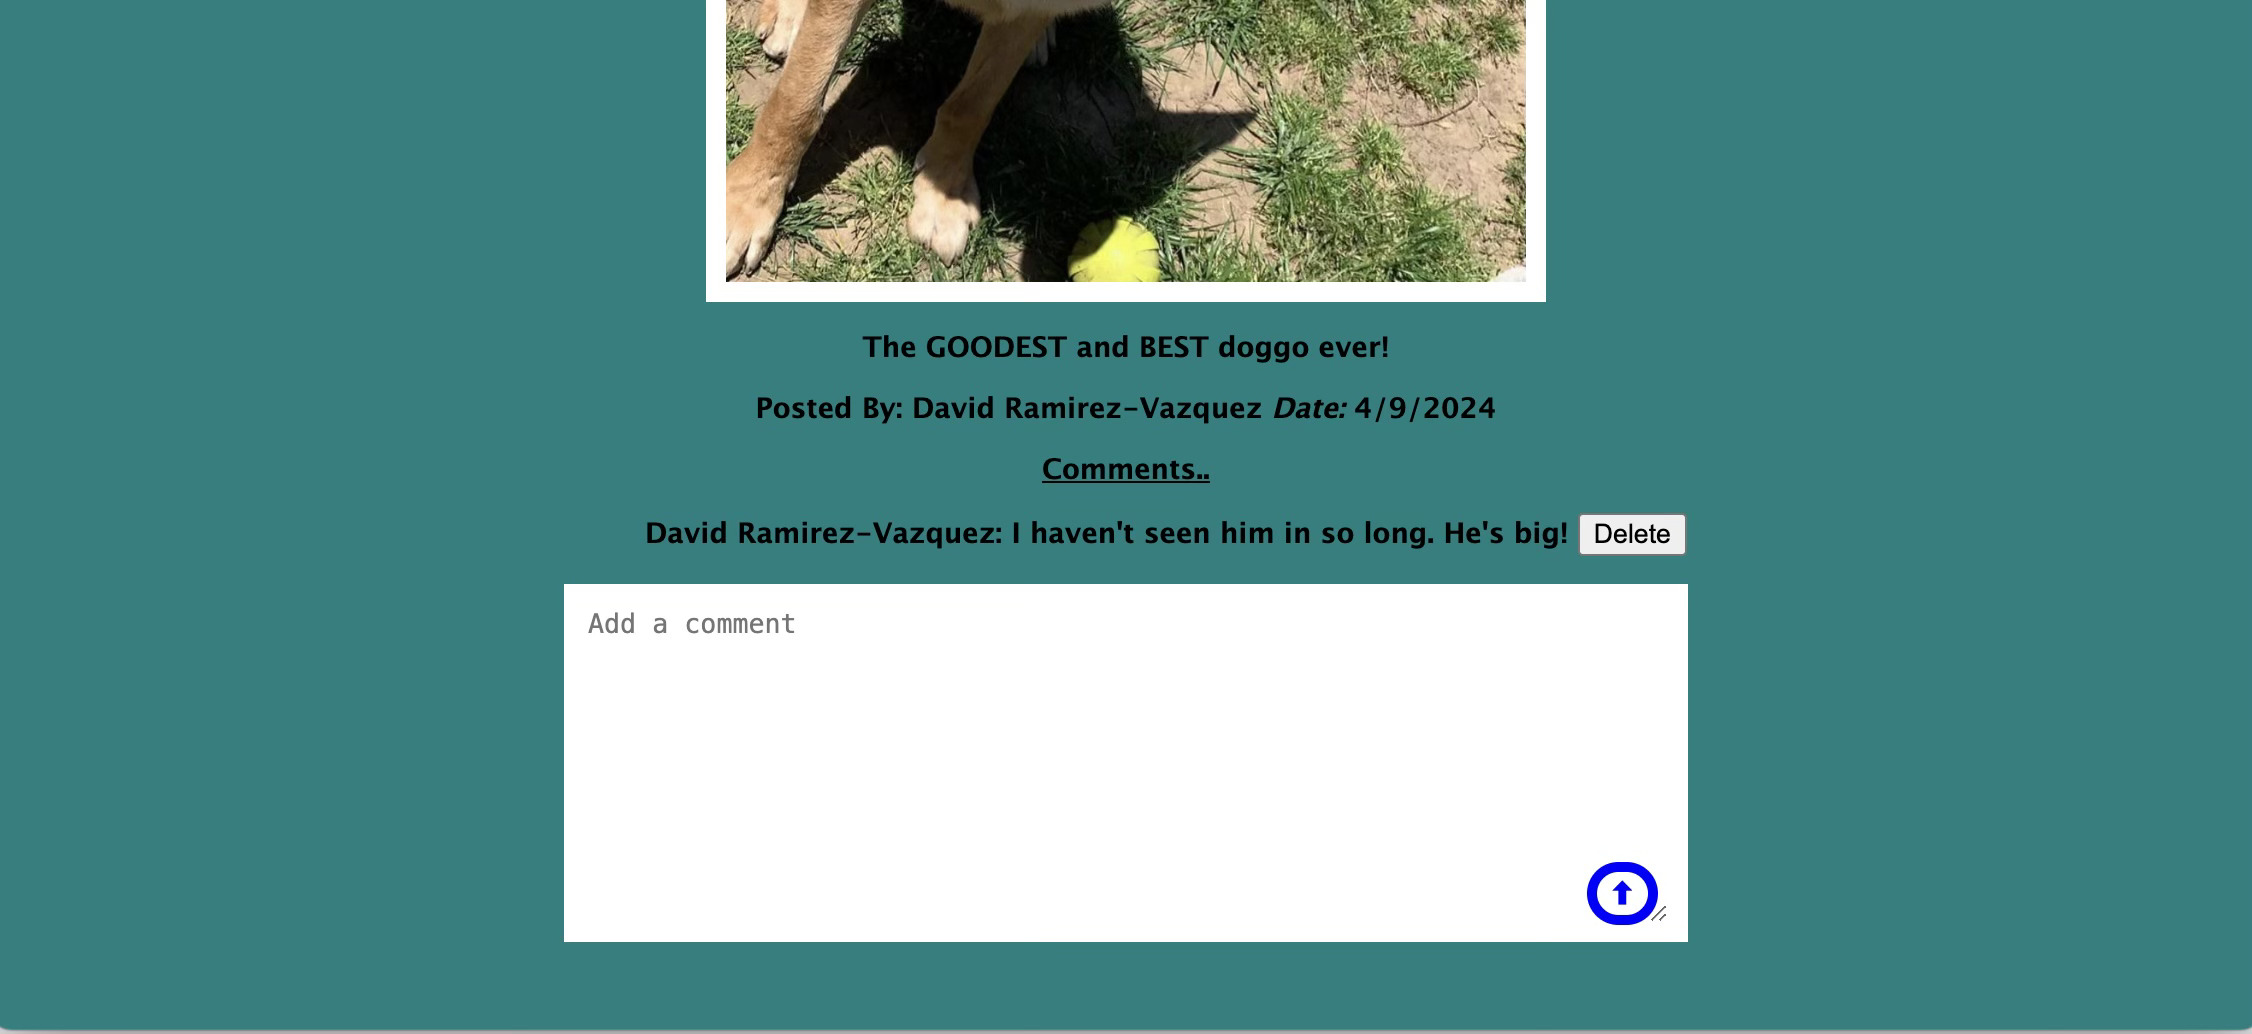 The GOODEST and BEST doggo ever!
Posted By: David Ramirez-Vazquez Date: 4/9/2024
Comments..
David Ramirez-Vazquez: I haven't seen him in so long. He's big! Delete
Add a comment